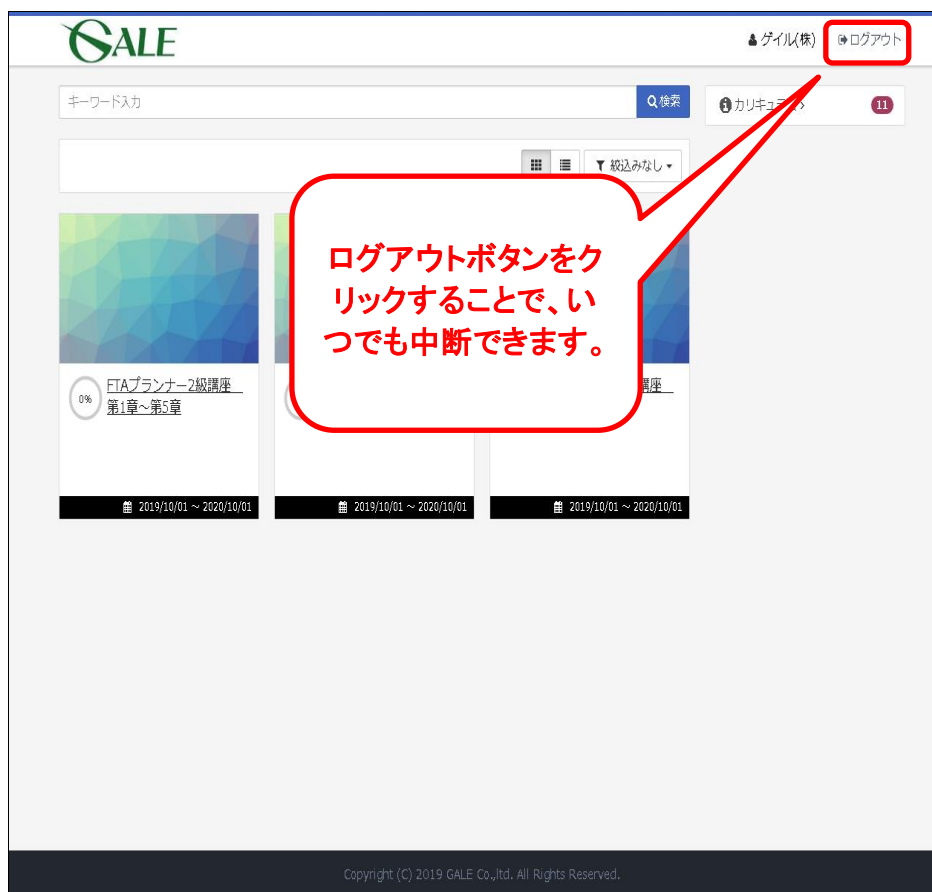 GALE
ゲイル(株) ログアウト
キーワード入力
検索
カリキュ
11
絞込みなし
ログアウトボタンをク
リックすることで、い
つでも中断できます。
0%
FTAプランナー2級講座
第1章～第5章
講座
2019/10/01 ～ 2020/10/01
2019/10/01 ～ 2020/10/01
2019/10/01 ～ 2020/10/01
Copyright (C) 2019 GALE Co.,ltd. All Rights Reserved.